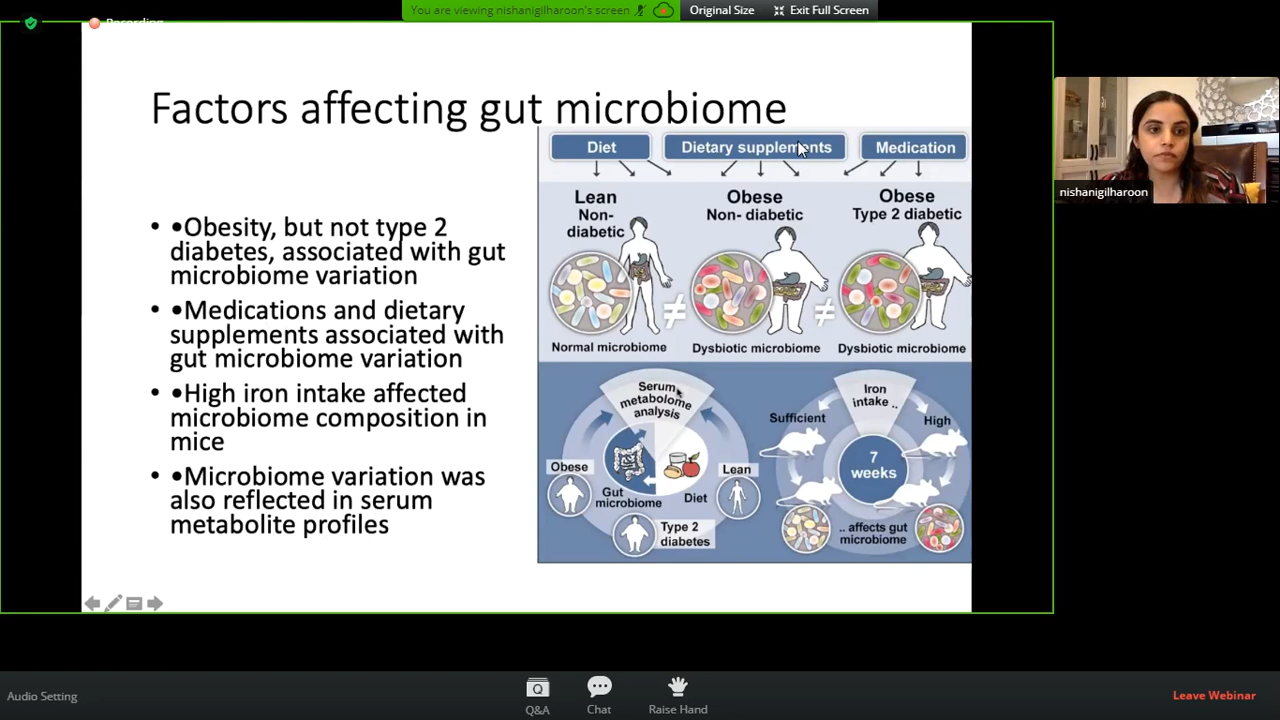 You are viewing nishanigilharoon's screen
Original Size
Exit Full Screen
Recording
Factors affecting gut microbiome
• •Obesity, but not type 2
diabetes, associated with gut
microbiome variation
• •Medications and dietary
supplements associated with
gut microbiome variation
• •High iron intake affected
microbiome composition in
mice
• •Microbiome variation was
also reflected in serum
metabolite profiles
Diet
Dietary supplements
Medication
Lean
Non-
diabetic
Obese
Non- diabetic
Obese
Type 2 diabetic
≠
≠
Normal microbiome
Dysbiotic microbiome
Dysbiotic microbiome
Serum
metabolome
analysis
Obese
Gut
microbiome
Diet
Lean
Type 2
diabetes
Iron
intake ..
Sufficient
High
7
weeks
.. affects gut
microbiome
nishanigilharoon
Audio Setting
Q&A
Chat
Raise Hand
Leave Webinar